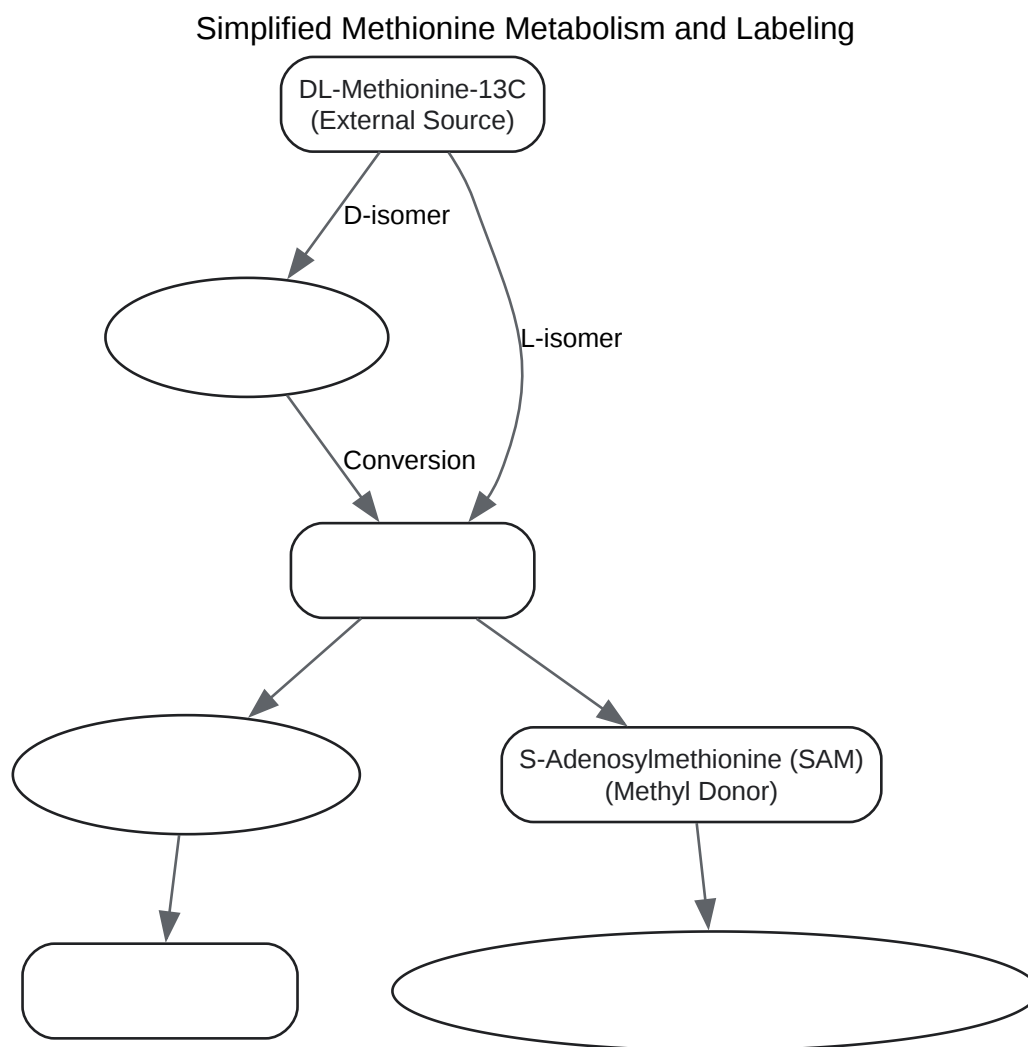 Simplified Methionine Metabolism and Labeling
DL-Methionine-13C
(External Source)
D-isomer
L-isomer
Conversion
S-Adenosylmethionine (SAM)
(Methyl Donor)